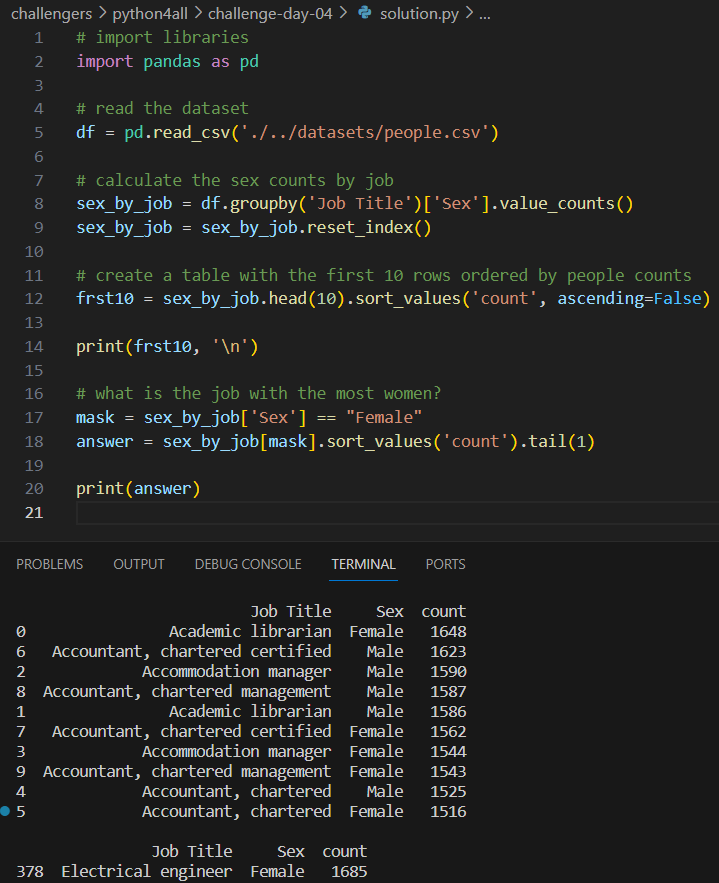 challengers > python4all > challenge-day-04 > solution.py > ...
1 # import libraries
2 import pandas as pd
3
4 # read the dataset
5 df = pd.read_csv('./../datasets/people.csv')
6
7 # calculate the sex counts by job
8 sex_by_job = df.groupby('Job Title')['Sex'].value_counts()
9 sex_by_job = sex_by_job.reset_index()
10
11 # create a table with the first 10 rows ordered by people counts
12 frst10 = sex_by_job.head(10).sort_values('count', ascending=False)
13
14 print(frst10, '\n')
15
16 # what is the job with the most women?
17 mask = sex_by_job['Sex'] == "Female"
18 answer = sex_by_job[mask].sort_values('count').tail(1)
19
20 print(answer)
21
PROBLEMS OUTPUT DEBUG CONSOLE TERMINAL PORTS
Job Title Sex count
0 Academic librarian Female 1648
6 Accountant, chartered certified Male 1623
2 Accommodation manager Male 1590
8 Accountant, chartered management Male 1587
1 Academic librarian Male 1586
7 Accountant, chartered certified Female 1562
3 Accommodation manager Female 1544
9 Accountant, chartered management Female 1543
4 Accountant, chartered Male 1525
5 Accountant, chartered Female 1516
Job Title Sex count
378 Electrical engineer Female 1685